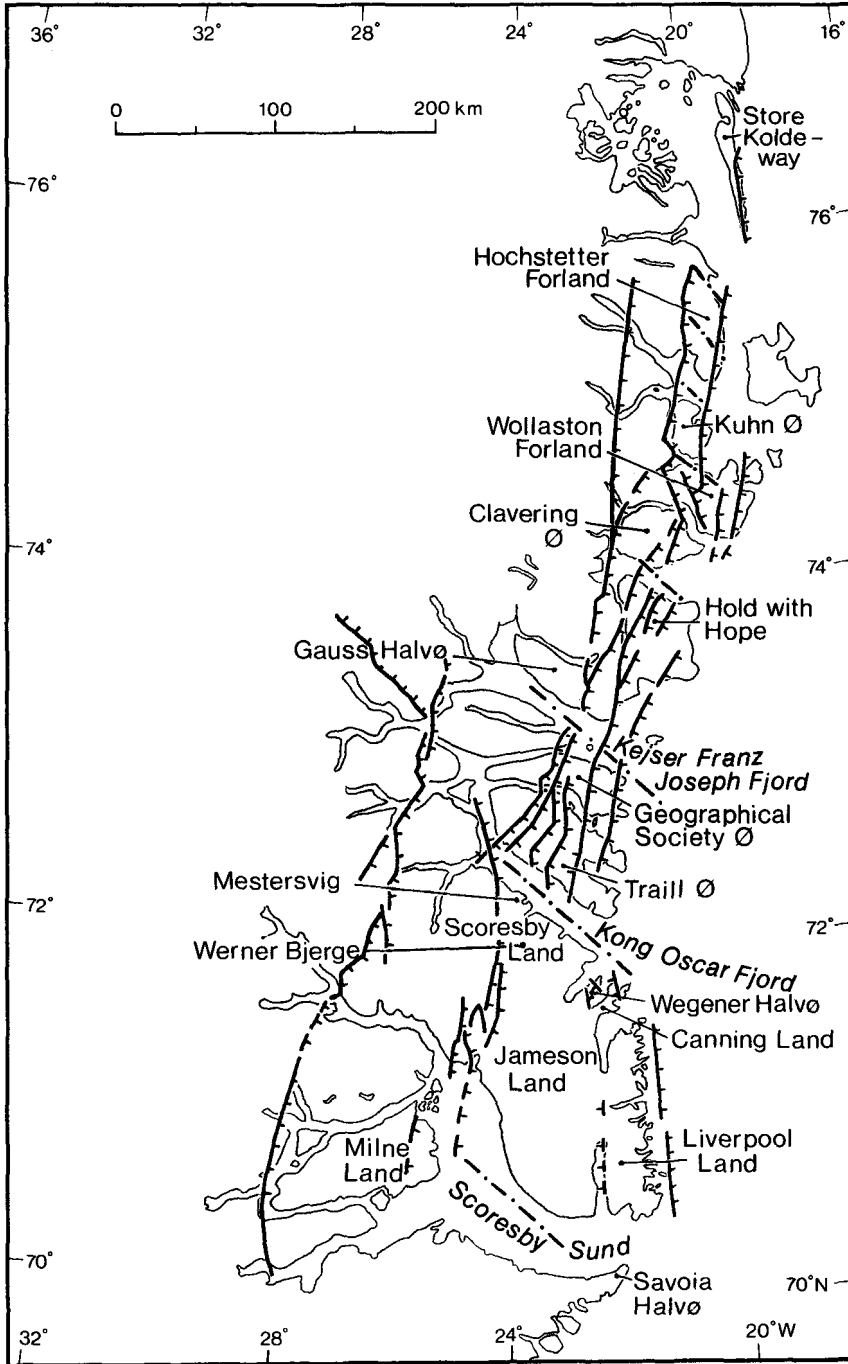 36° 32° 28° 24° 20° 16°
0 100 200 km
Store
Kolde-
way
76°
76°
Hochstetter
Forland
Kuhn Ø
Wollaston
Forland
Clavering
Ø
74°
74°
Hold with
Hope
Gauss Halvø
Kejser Franz
Joseph Fjord
Geographical
Society Ø
Traill Ø
Mestersvig
72°
72°
Scoresby
Land
Kong Oscar Fjord
Werner Bjerge
Wegener Halvø
Canning Land
Jameson
Land
Milne
Land
Liverpool
Land
Scoresby Sund
70°
70°N
Savoia
Halvø
32° 28° 24° 20°W